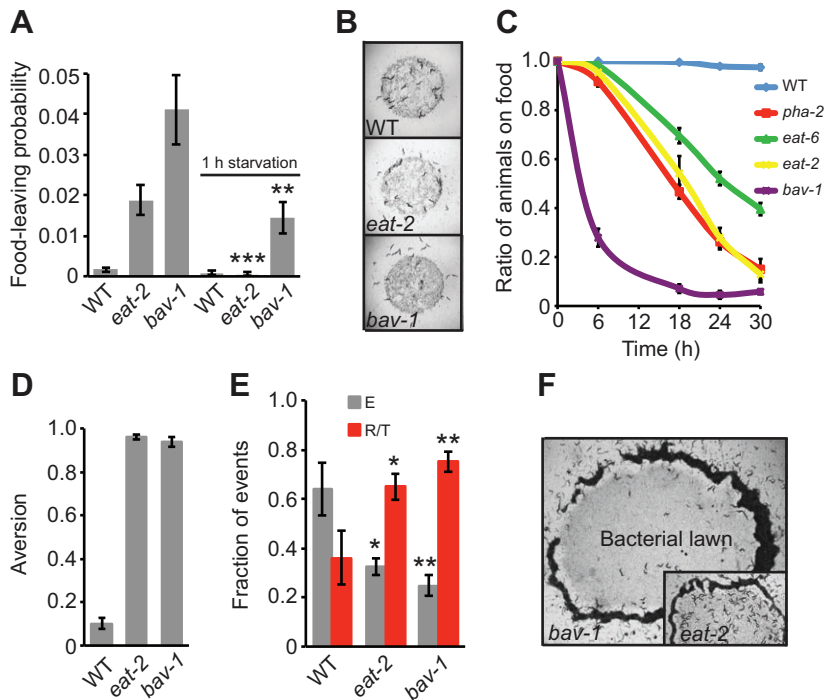 A
Food-leaving probability
0.05
0.04
0.03
0.02
0.01
0
1 h starvation
**
***
WT
eat-2
bav-1
WT
eat-2
bav-1
B
WT
eat-2
bav-1
C
Ratio of animals on food
1.0
0.8
0.6
0.4
0.2
0
0
6
18
24
30
Time (h)
WT
pha-2
eat-6
eat-2
bav-1
D
Aversion
1.0
0.8
0.6
0.4
0.2
0
WT
eat-2
bav-1
E
Fraction of events
1.0
0.8
0.6
0.4
0.2
0
E
R/T
*
*
**
**
WT
eat-2
bav-1
F
Bacterial lawn
bav-1
eat-2